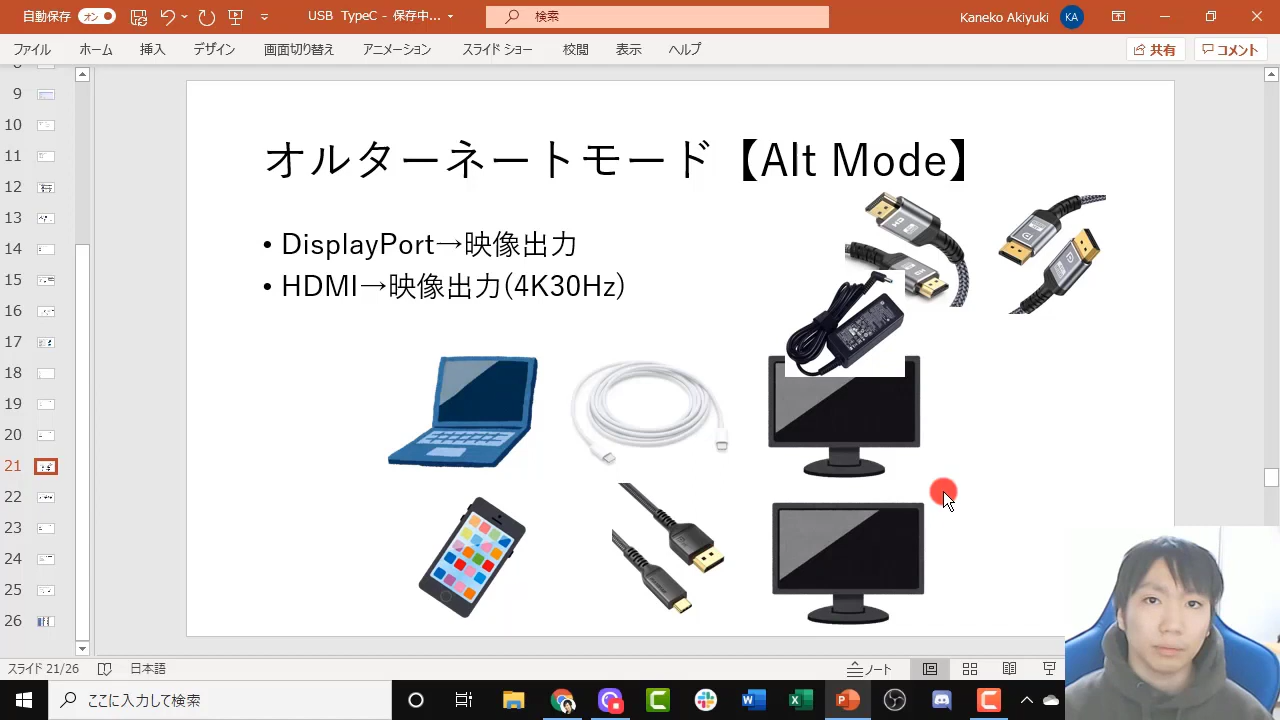 自動保存 オン USB TypeC - 保存中... 検索 Kaneko Akiyuki KA
ファイル ホーム 挿入 デザイン 画面切り替え アニメーション スライド ショー 校閲 表示 ヘルプ 共有 コメント
9
10
11
12
13
14
15
16
17
18
19
20
21
22
23
24
25
26
オルターネートモード【Alt Mode】
• DisplayPort→映像出力
• HDMI→映像出力(4K30Hz)
スライド 21/26 日本語 ノート
ここに入力して検索